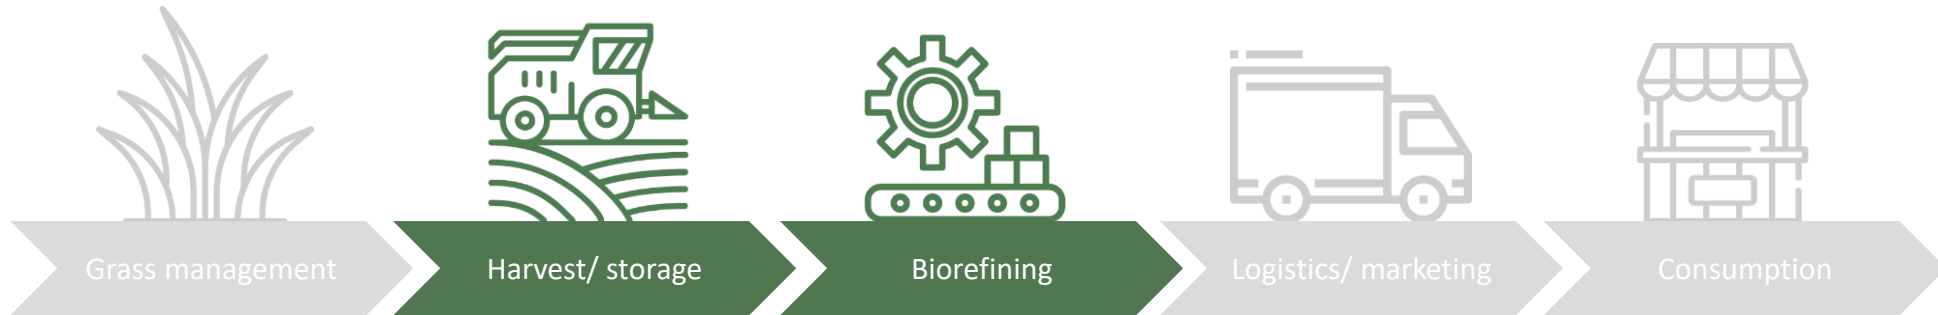 Grass management
Harvest/ storage
Biorefining
Logistics/ marketing
Consumption